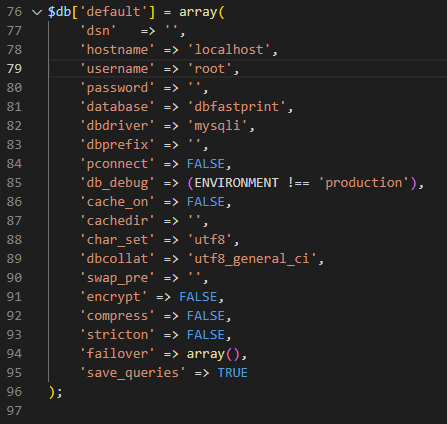 76 $db['default'] = array(
77 'dsn' => '',
78 'hostname' => 'localhost',
79 'username' => 'root',
80 'password' => '',
81 'database' => 'dbfastprint',
82 'dbdriver' => 'mysqli',
83 'dbprefix' => '',
84 'pconnect' => FALSE,
85 'db_debug' => (ENVIRONMENT !== 'production'),
86 'cache_on' => FALSE,
87 'cachedir' => '',
88 'char_set' => 'utf8',
89 'dbcollat' => 'utf8_general_ci',
90 'swap_pre' => '',
91 'encrypt' => FALSE,
92 'compress' => FALSE,
93 'stricton' => FALSE,
94 'failover' => array(),
95 'save_queries' => TRUE
96 );
97